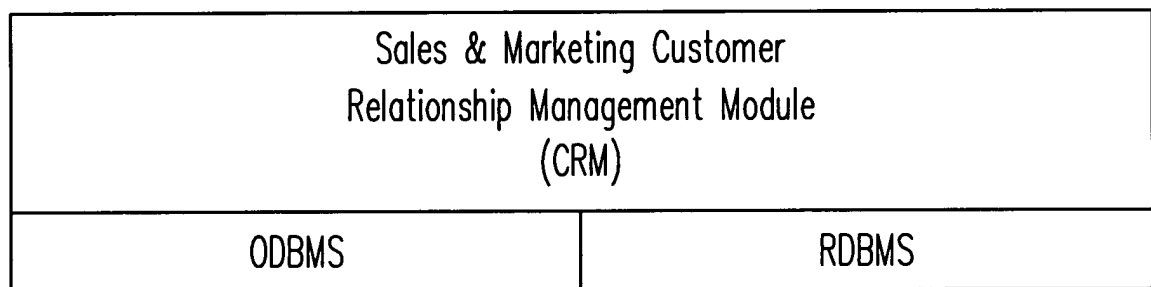 Sales & Marketing Customer
Relationship Management Module
(CRM)
ODBMS
RDBMS